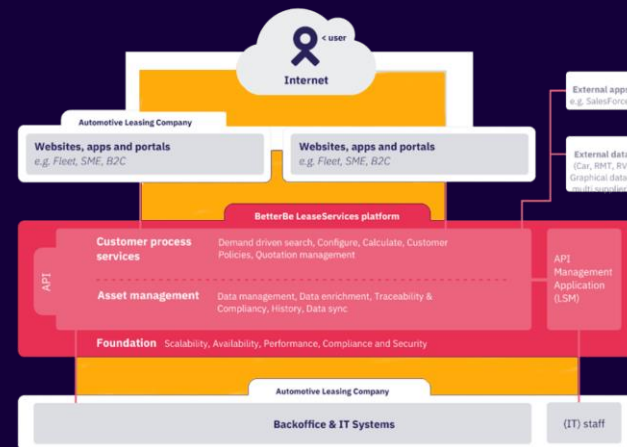 < user
Internet
Automotive Leasing Company
Websites, apps and portals
e.g. Fleet, SME, B2C
Websites, apps and portals
e.g. Fleet, SME, B2C
External apps
e.g. SalesForce
External data
(Car, RMT, RV
Graphical data
multi supplier
BetterBe LeaseServices platform
API
Customer process
services
Demand driven search, Configure, Calculate, Customer
Policies, Quotation management
Asset management
Data management, Data enrichment, Traceability &
Compliancy, History, Data sync
API
Management
Application
(LSM)
Foundation Scalability, Availability, Performance, Compliance and Security
Automotive Leasing Company
Backoffice & IT Systems
(IT) staff